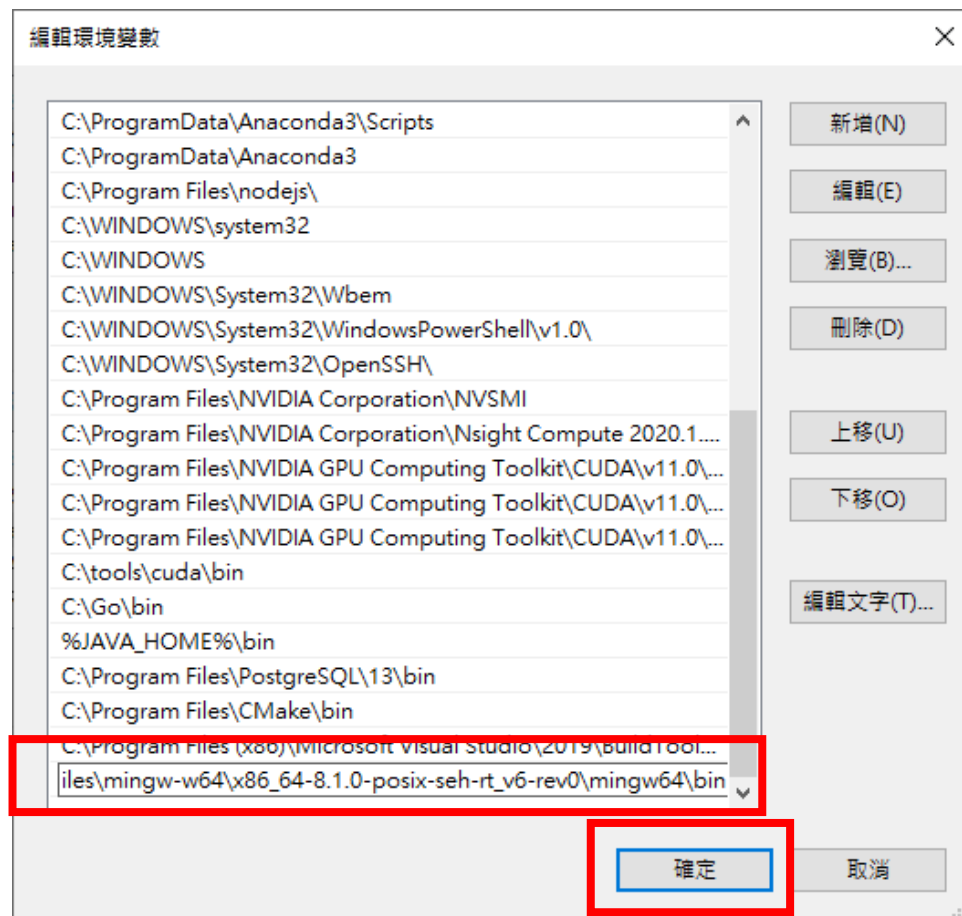 編輯環境變數
C:\ProgramData\Anaconda3\Scripts
C:\ProgramData\Anaconda3
C:\Program Files\nodejs\
C:\WINDOWS\system32
C:\WINDOWS
C:\WINDOWS\System32\Wbem
C:\WINDOWS\System32\WindowsPowerShell\v1.0\
C:\WINDOWS\System32\OpenSSH\
C:\Program Files\NVIDIA Corporation\NVSMI
C:\Program Files\NVIDIA Corporation\Nsight Compute 2020.1....
C:\Program Files\NVIDIA GPU Computing Toolkit\CUDA\v11.0\...
C:\Program Files\NVIDIA GPU Computing Toolkit\CUDA\v11.0\...
C:\Program Files\NVIDIA GPU Computing Toolkit\CUDA\v11.0\...
C:\tools\cuda\bin
C:\Go\bin
%JAVA_HOME%\bin
C:\Program Files\PostgreSQL\13\bin
C:\Program Files\CMake\bin
C:\Program Files (x86)\Microsoft Visual Studio\2019\BuildTool...
iles\mingw-w64\x86_64-8.1.0-posix-seh-rt_v6-rev0\mingw64\bin
新增(N)
編輯(E)
瀏覽(B)...
刪除(D)
上移(U)
下移(O)
編輯文字(T)...
確定
取消